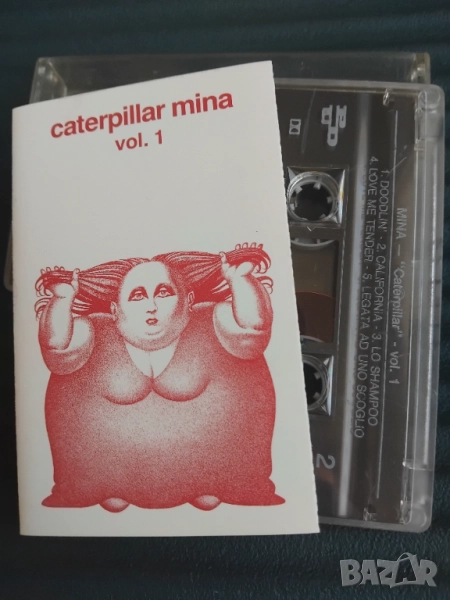 caterpillar mina
vol. 1
MINA - "Caterpillar" - vol. 1
1. DOODLIN' - 2. CALIFORNIA - 3. LO SHAMPOO
4. LOVE ME TENDER - 5. LEGATA AD UNO SCOGLIO
2
BAZAR